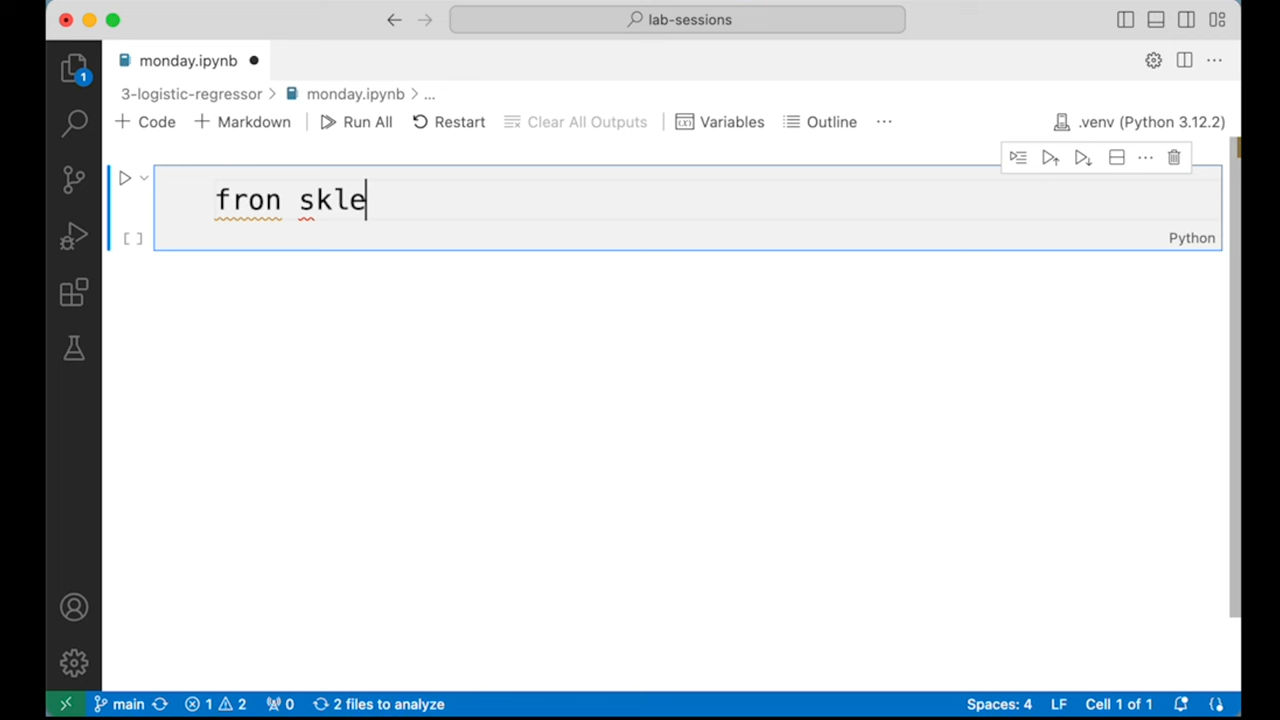 lab-sessions
monday.ipynb
3-logistic-regressor > monday.ipynb > ...
+ Code + Markdown Run All Restart Clear All Outputs Variables Outline ... .venv (Python 3.12.2)
fron skle
[ ] Python
1
main 1 2 0 2 files to analyze Spaces: 4 LF Cell 1 of 1